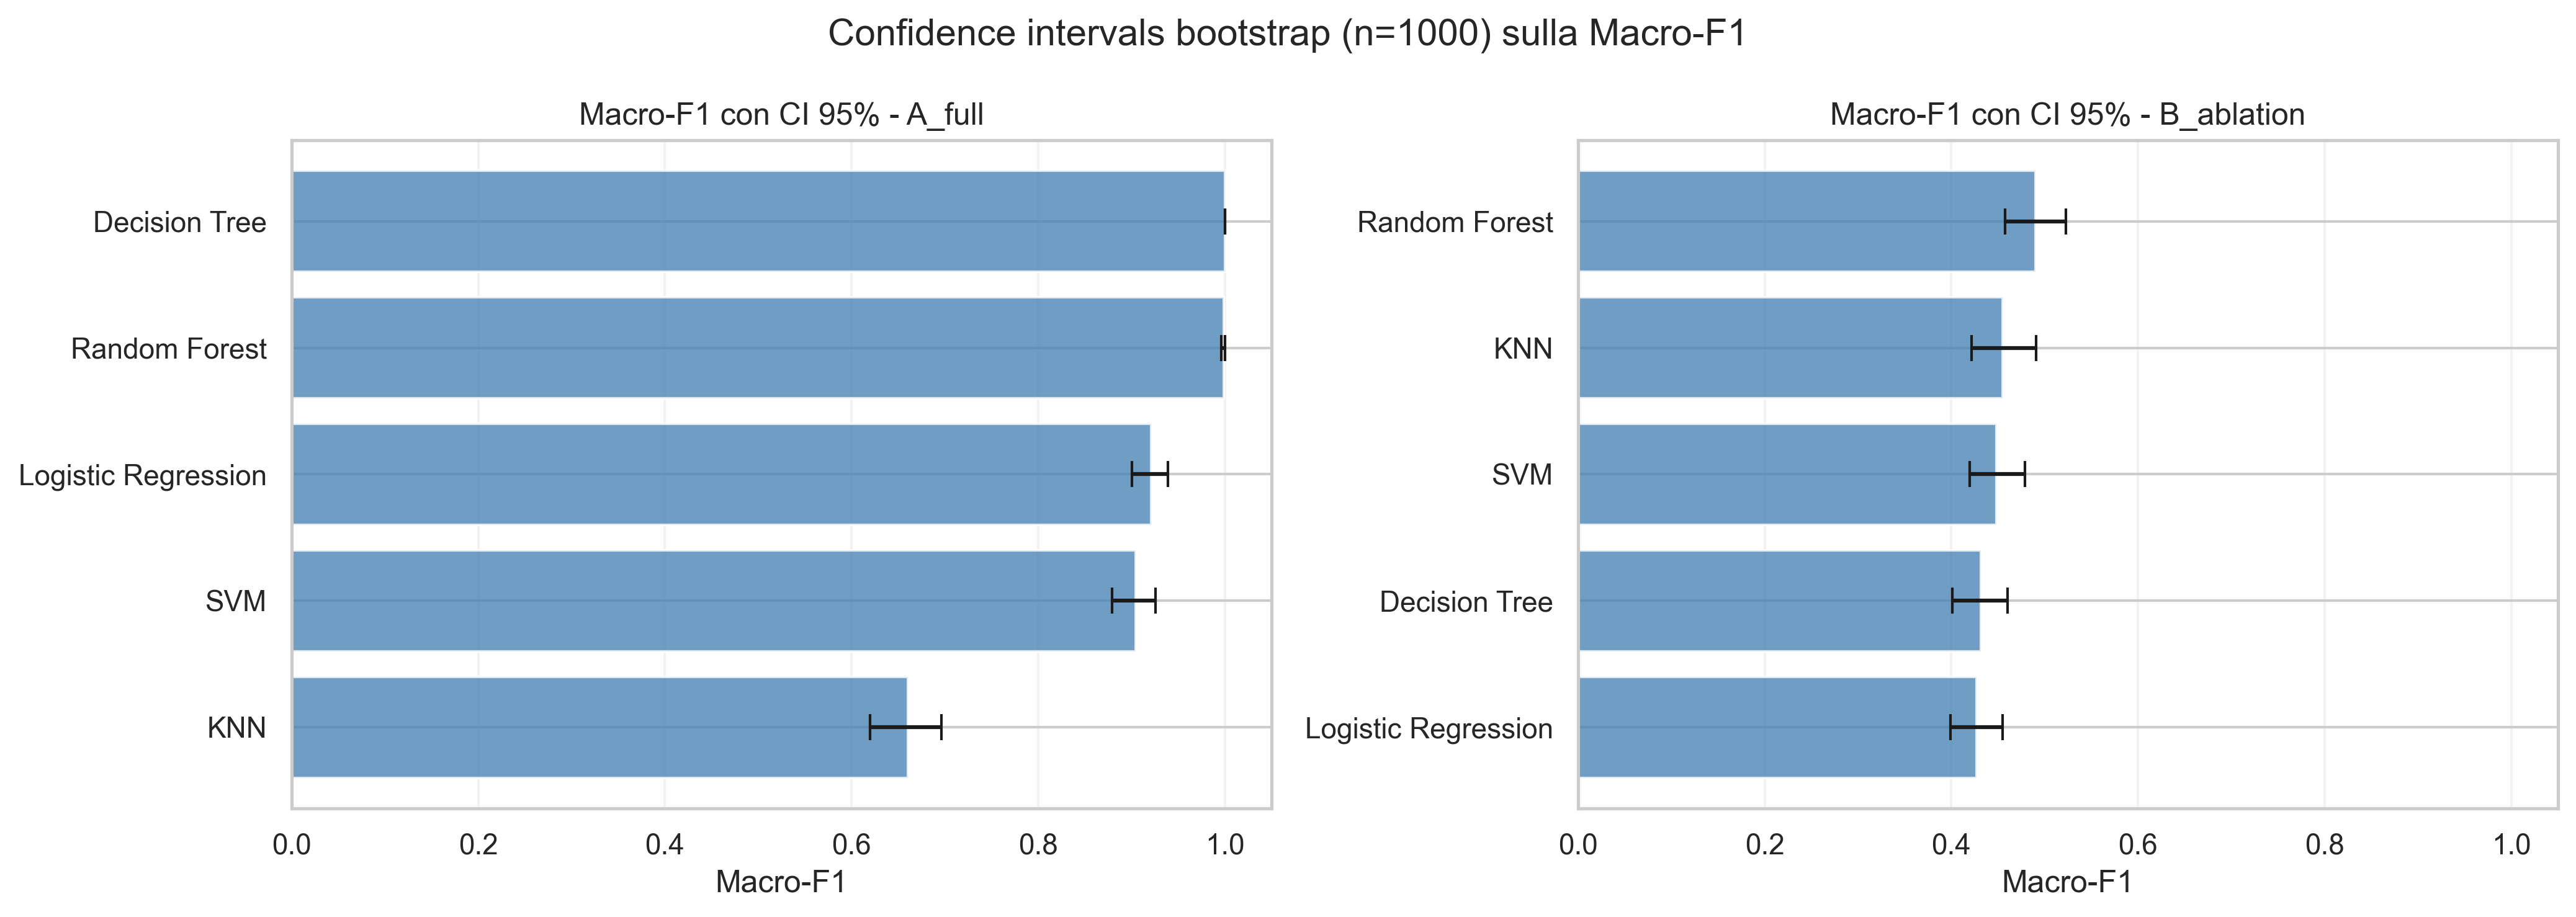 Confidence intervals bootstrap (n=1000) sulla Macro-F1
Macro-F1 con CI 95% - A_full
Decision Tree
Random Forest
Logistic Regression
SVM
KNN
0.0 0.2 0.4 0.6 0.8 1.0
Macro-F1
Macro-F1 con CI 95% - B_ablation
Random Forest
KNN
SVM
Decision Tree
Logistic Regression
0.0 0.2 0.4 0.6 0.8 1.0
Macro-F1